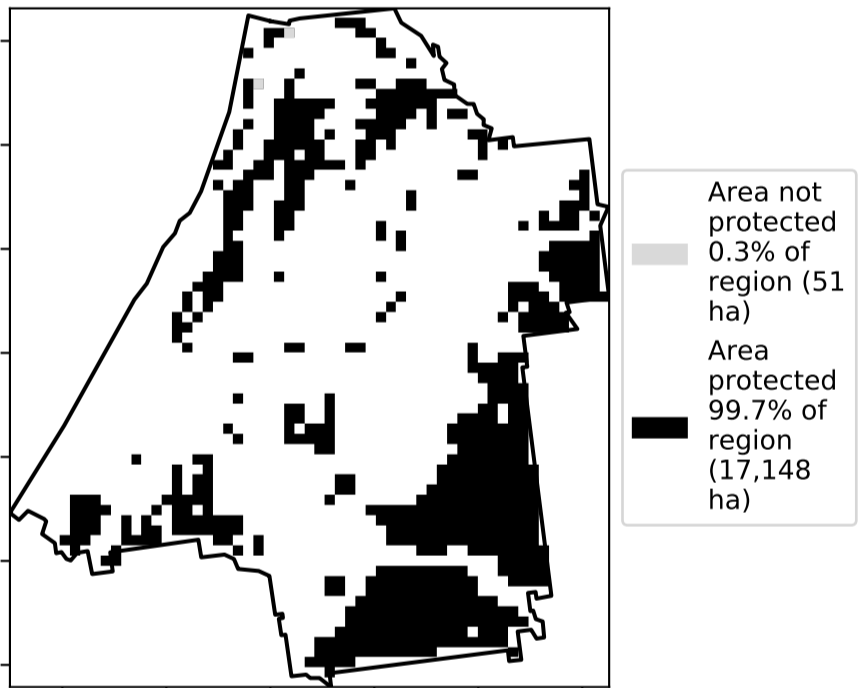 Area not
protected
0.3% of
region (51
ha)
Area
protected
99.7% of
region
(17,148
ha)